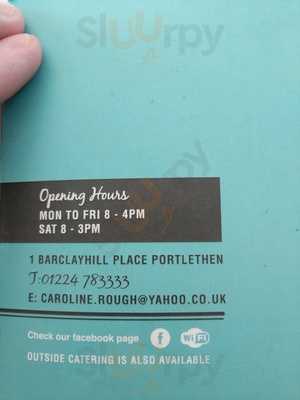 Sluurpy
Opening Hours
MON TO FRI 8 - 4PM
SAT 8 - 3PM
1 BARCLAYHILL PLACE PORTLETHEN
T:01224 783333
E: CAROLINE.ROUGH@YAHOO.CO.UK
Check our facebook page f WiFi
OUTSIDE CATERING IS ALSO AVAILABLE